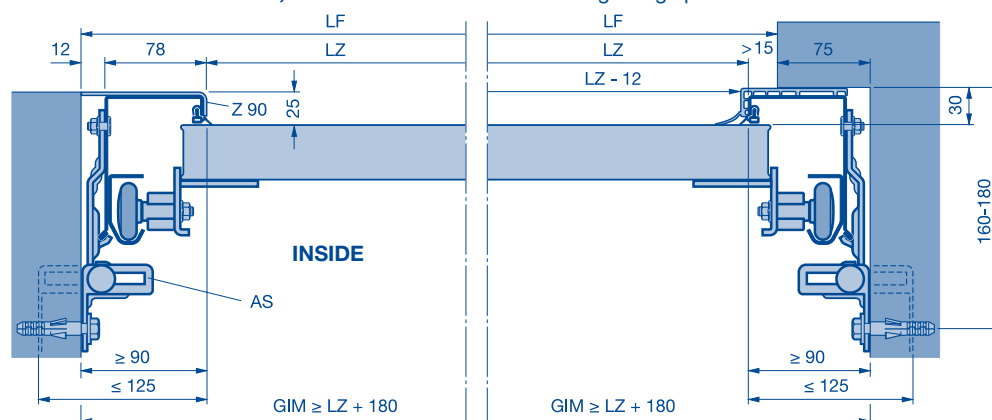 LF
LF
12
78
LZ
LZ
>15
75
LZ - 12
Z 90
25
30
160-180
INSIDE
AS
≥ 90
≥ 90
≤ 125
≤ 125
GIM ≥ LZ + 180
GIM ≥ LZ + 180